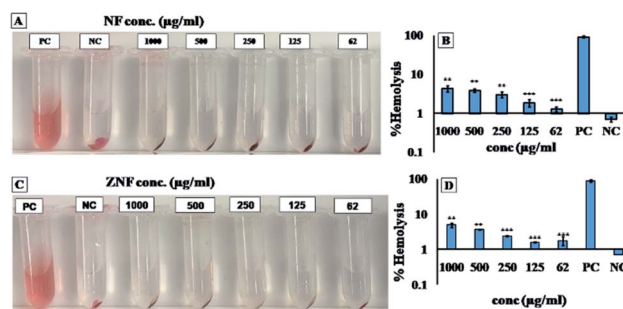 A NF conc. (µg/ml)
PC NC 1000 500 250 125 62
B
%Hemolysis
100
10
1
0.1
** ** ** *** ***
1000 500 250 125 62 PC NC
conc (µg/ml)
C ZNF conc. (µg/ml)
PC NC 1000 500 250 125 62
D
% Hemolysis
100
10
1
0.1
** ** *** *** ***
1000 500 250 125 62 PC NC
conc (µg/ml)